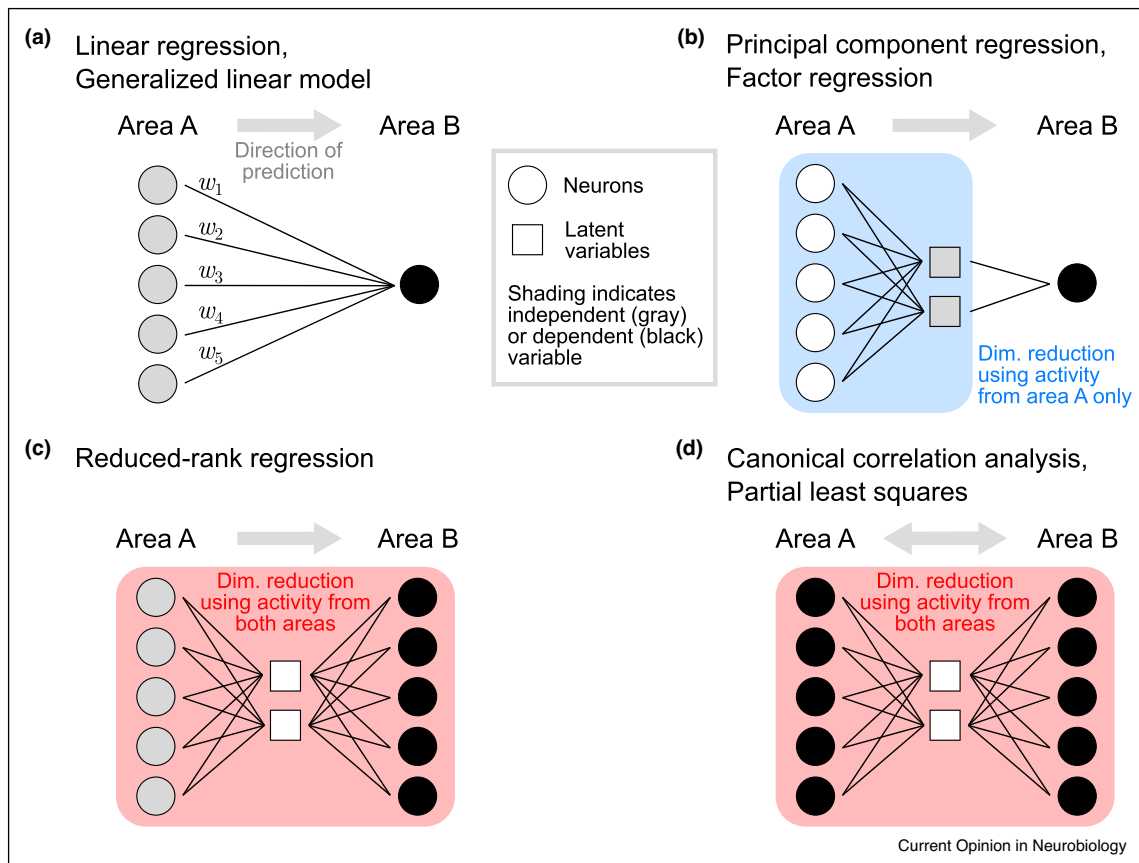 (a)
Linear regression,
Generalized linear model
Area A
Area B
Direction of
prediction
w1
w2
w3
w4
w5
Neurons
Latent
variables
Shading indicates
independent (gray)
or dependent (black)
variable
(b)
Principal component regression,
Factor regression
Area A
Area B
Dim. reduction
using activity
from area A only
(c)
Reduced-rank regression
Area A
Area B
Dim. reduction
using activity from
both areas
(d)
Canonical correlation analysis,
Partial least squares
Area A
Area B
Dim. reduction
using activity from
both areas
Current Opinion in Neurobiology